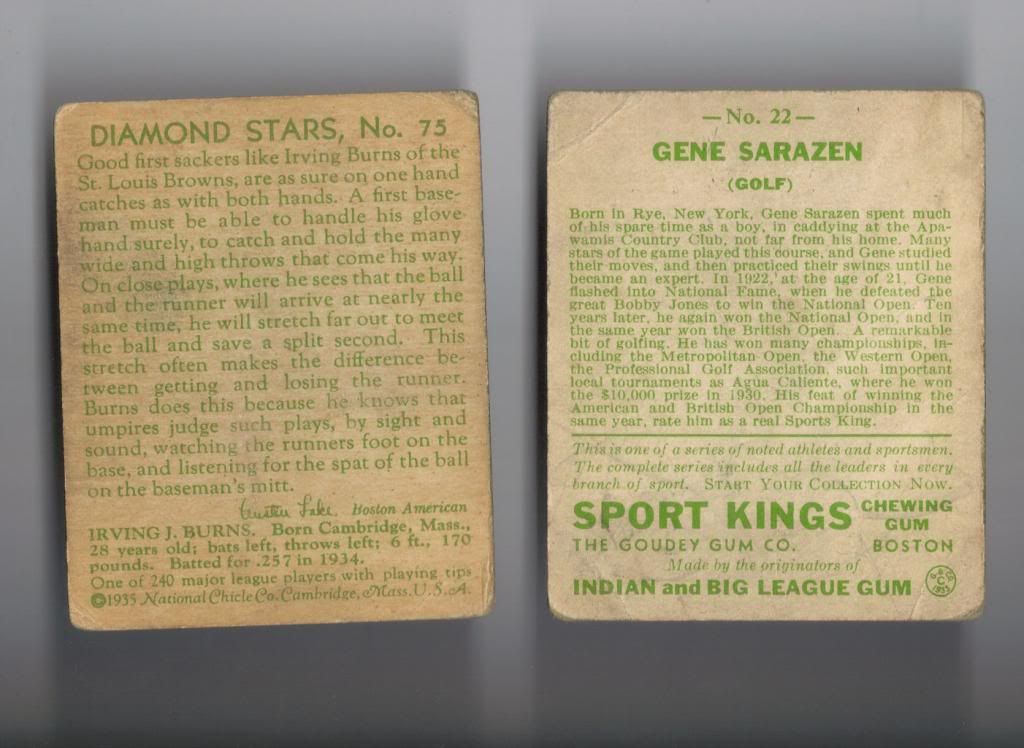 DIAMOND STARS, No. 75
Good first sackers like Irving Burns of the
St. Louis Browns, are as sure on one hand
catches as with both hands. A first base-
man must be able to handle his glove
hand surely, to catch and hold the many
wide and high throws that come his way.
On close plays, where he sees that the ball
and the runner will arrive at nearly the
same time, he will stretch far out to meet
the ball and save a split second. This
stretch often makes the difference be-
tween getting and losing the runner.
Burns does this because he knows that
umpires judge such plays, by sight and
sound, watching the runners foot on the
base, and listening for the spat of the ball
on the baseman's mitt.
Austen Lake Boston American
IRVING J. BURNS. Born Cambridge, Mass.,
28 years old; bats left, throws left; 6 ft., 170
pounds. Batted for .257 in 1934.
One of 240 major league players with playing tips
©1935 National Chicle Co. Cambridge, Mass. U.S.A.
— No. 22 —
GENE SARAZEN
(GOLF)
Born in Rye, New York, Gene Sarazen spent much
of his spare time as a boy, in caddying at the Apa-
wamis Country Club, not far from his home. Many
stars of the game played this course, and Gene studied
their moves, and then practiced their swings until he
became an expert. In 1922, at the age of 21, Gene
flashed into National Fame, when he defeated the
great Bobby Jones to win the National Open. Ten
years later, he again won the National Open, and in
the same year won the British Open. A remarkable
bit of golfing. He has won many championships, in-
cluding the Metropolitan Open, the Western Open,
the Professional Golf Association, such important
local tournaments as Agua Caliente, where he won
the $10,000 prize in 1930. His feat of winning the
American and British Open Championship in the
same year, rate him as a real Sports King.
This is one of a series of noted athletes and sportsmen.
The complete series includes all the leaders in every
branch of sport. START YOUR COLLECTION NOW.
SPORT KINGS CHEWING GUM
THE GOUDEY GUM CO. BOSTON
Made by the originators of
INDIAN and BIG LEAGUE GUM
G.G.CO. C 1933